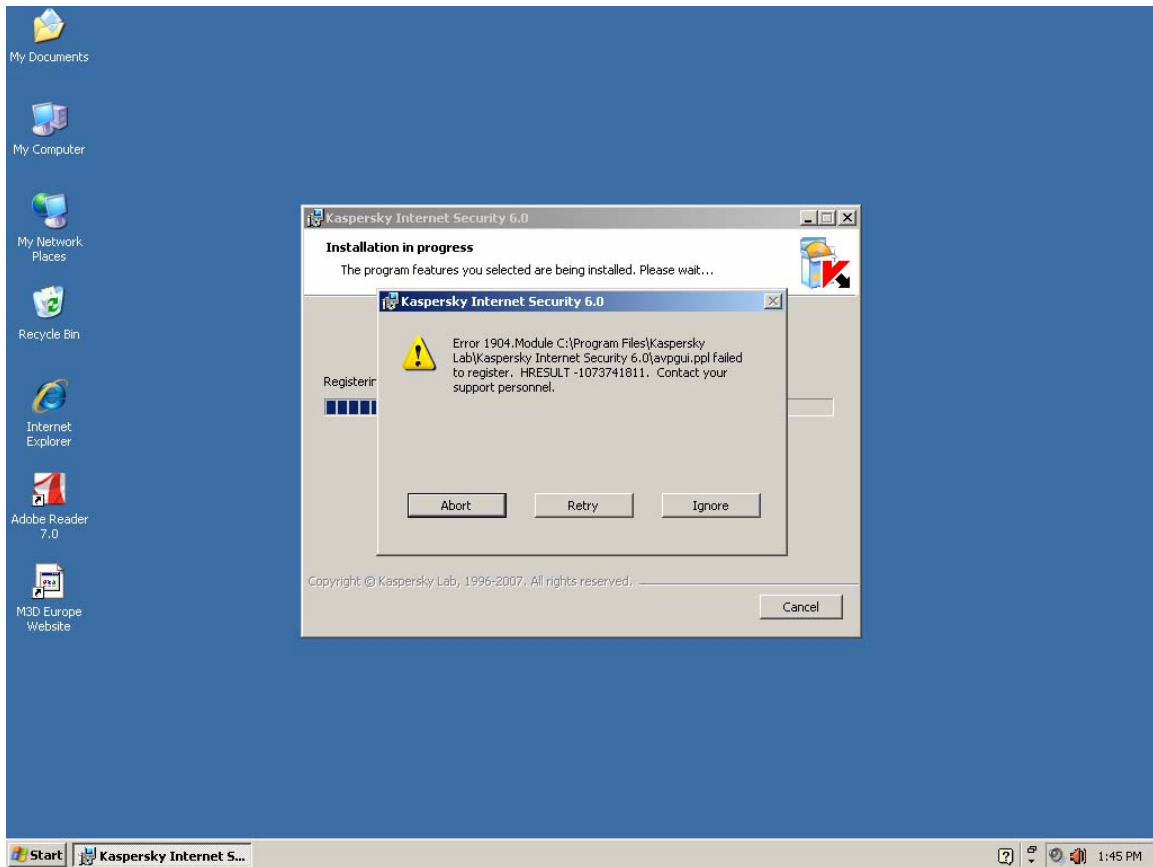 My Documents
My Computer
My Network
Places
Recycle Bin
Internet
Explorer
Adobe Reader
7.0
M3D Europe
Website
Kaspersky Internet Security 6.0
Installation in progress
The program features you selected are being installed. Please wait...
Kaspersky Internet Security 6.0
Error 1904.Module C:\Program Files\Kaspersky
Lab\Kaspersky Internet Security 6.0\avpgui.ppl failed
to register. HRESULT -1073741811. Contact your
support personnel.
Registerin
Abort
Retry
Ignore
Copyright © Kaspersky Lab, 1996-2007. All rights reserved.
Cancel
Start
Kaspersky Internet S...
1:45 PM